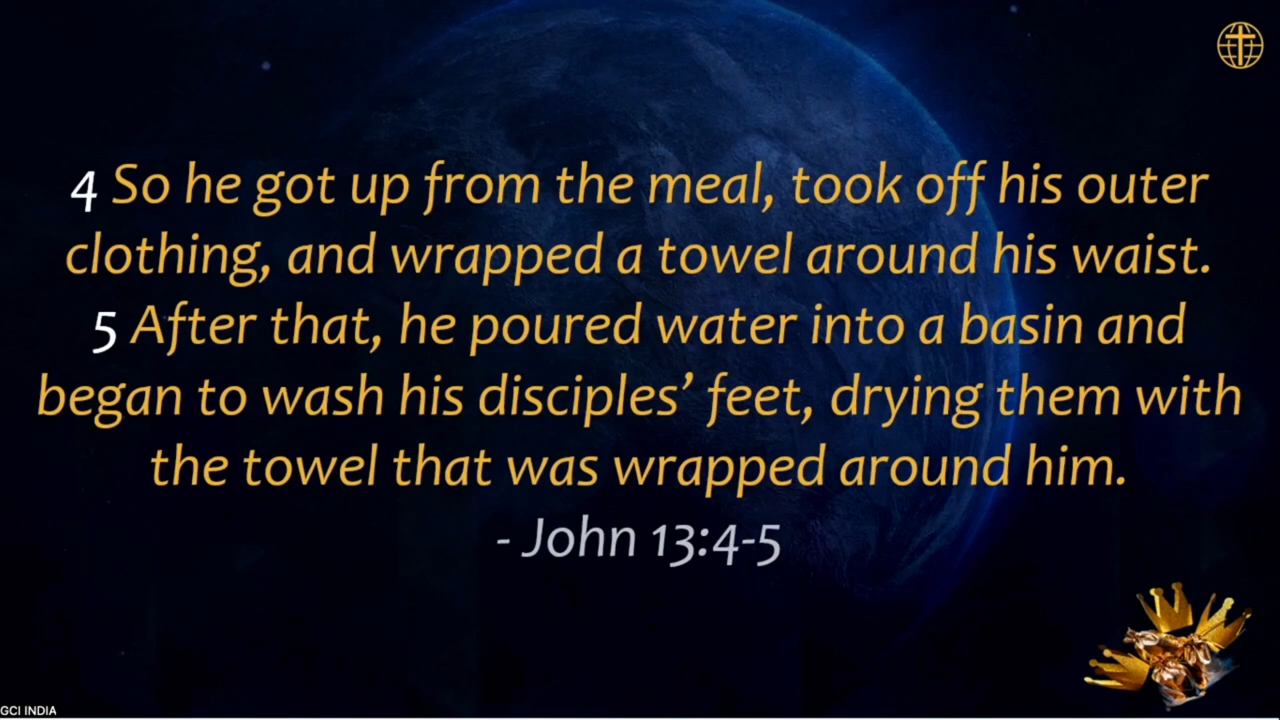 4 So he got up from the meal, took off his outer
clothing, and wrapped a towel around his waist.
5 After that, he poured water into a basin and
began to wash his disciples’ feet, drying them with
the towel that was wrapped around him.
- John 13:4-5
GCI INDIA